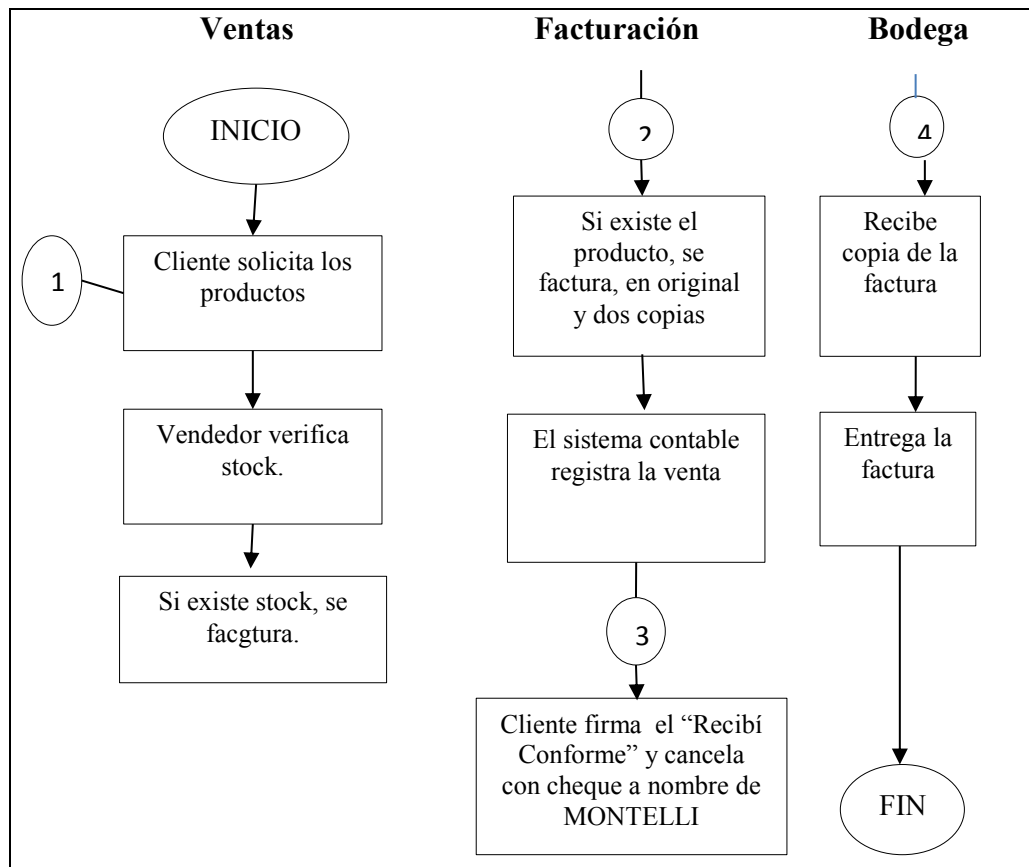 Ventas
INICIO
1
Cliente solicita los
productos
Vendedor verifica
stock.
Si existe stock, se
facgtura.
Facturación
2
Si existe el
producto, se
factura, en original
y dos copias
El sistema contable
registra la venta
3
Cliente firma el “Recibí
Conforme” y cancela
con cheque a nombre de
MONTELLI
Bodega
4
Recibe
copia de la
factura
Entrega la
factura
FIN